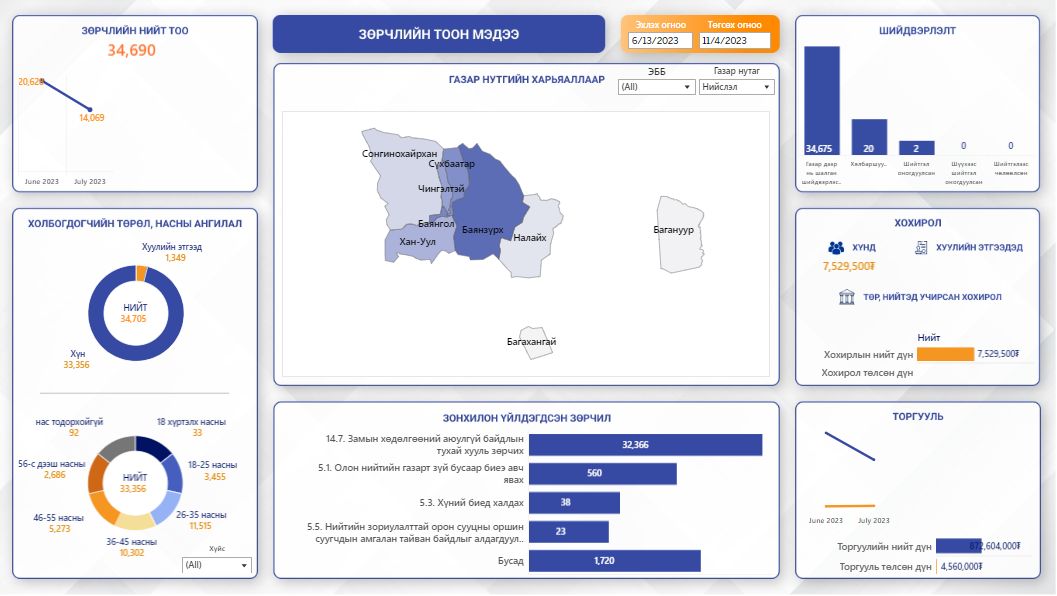 ЗӨРЧЛИЙН НИЙТ ТОО
34,690
20,62
14,069
June 2023 July 2023
ЗӨРЧЛИЙН ТООН МЭДЭЭ
Эхлэх огноо Төгсөх огноо
6/13/2023 11/4/2023
ГАЗАР НУТГИЙН ХАРЬЯАЛЛААР
ЭББ Газар нутаг
(All) Нийслэл
Сонгинохайрхан
Сүхбаатар
Чингэлтэй
Баянгол
Баянзүрх
Хан-Уул
Налайх
Багануур
Багахангай
ШИЙДВЭРЛЭЛТ
34,675 20 2 0 0
Газар дээр нь шалган шийдвэрлэс..
Хялбаршуу..
Шийтгэл оногдуулсан
Шүүхээс шийтгэл оногдуулсан
Шийтгэлээс чөлөөлсөн
ХОЛБОГДОГЧИЙН ТӨРӨЛ, НАСНЫ АНГИЛАЛ
Хуулийн этгээд
1,349
НИЙТ
34,705
Хүн
33,356
нас тодорхойгүй
92
18 хүртэлх насны
33
56-с дээш насны
2,686
18-25 насны
3,455
НИЙТ
33,356
46-55 насны
5,273
26-35 насны
11,515
36-45 насны
10,302
Хүйс
(All)
ЗОНХИЛОН ҮЙЛДЭГДСЭН ЗӨРЧИЛ
14.7. Замын хөдөлгөөний аюулгүй байдлын
тухай хууль зөрчих
32,366
5.1. Олон нийтийн газарт зүй бусаар биеэ авч
явах
560
5.3. Хүний биед халдах
38
5.5. Нийтийн зориулалттай орон сууцны оршин
суугчдын амгалан тайван байдлыг алдагдуул..
23
Бусад
1,720
ХОХИРОЛ
ХҮНД
7,529,500₮
ХУУЛИЙН ЭТГЭЭДЭД
ТӨР, НИЙТЭД УЧИРСАН ХОХИРОЛ
Нийт
Хохирлын нийт дүн 7,529,500₮
Хохирол төлсөн дүн
ТОРГУУЛЬ
June 2023 July 2023
Торгуулийн нийт дүн 872,604,000₮
Торгууль төлсөн дүн 4,560,000₮